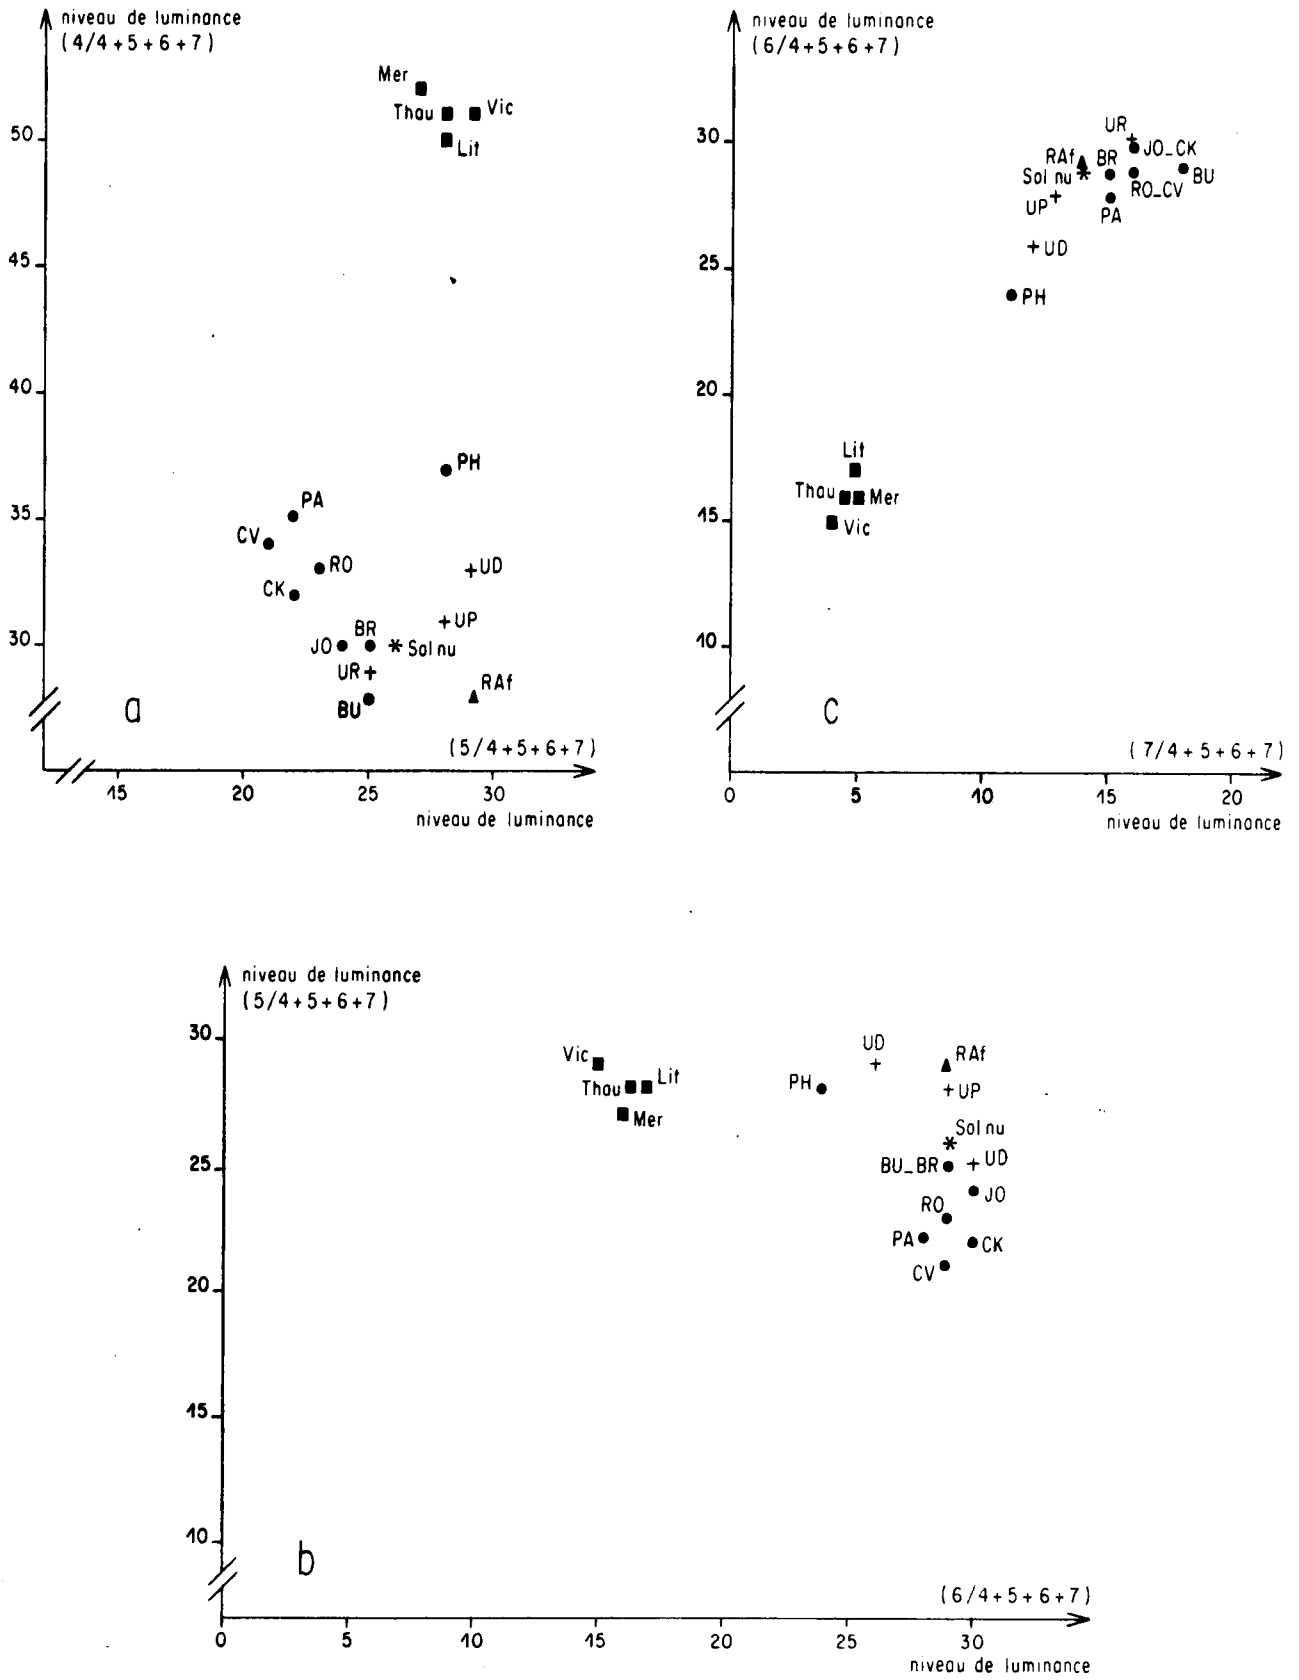 niveau de luminance
(4/4+5+6+7)
Mer
Thau
Vic
Lit
50
45
40
PH
PA
35
CV
RO
UD
CK
UP
BR
30
JO
Sol nu
UR
RAf
BU
a
(5/4+5+6+7)
15
20
25
30
niveau de luminance
niveau de luminance
(6/4+5+6+7)
UR
30
JO_CK
RAf
BR
Sol nu
BU
RO_CV
UP
PA
UD
25
PH
20
Lit
Thau
Mer
15
Vic
10
c
(7/4+5+6+7)
0
5
10
15
20
niveau de luminance
niveau de luminance
(5/4+5+6+7)
30
UD
Vic
RAf
Lit
PH
Thau
UP
Mer
Sol nu
25
BU_BR
UD
JO
RO
PA
CK
CV
20
15
10
b
(6/4+5+6+7)
0
5
10
15
20
25
30
niveau de luminance